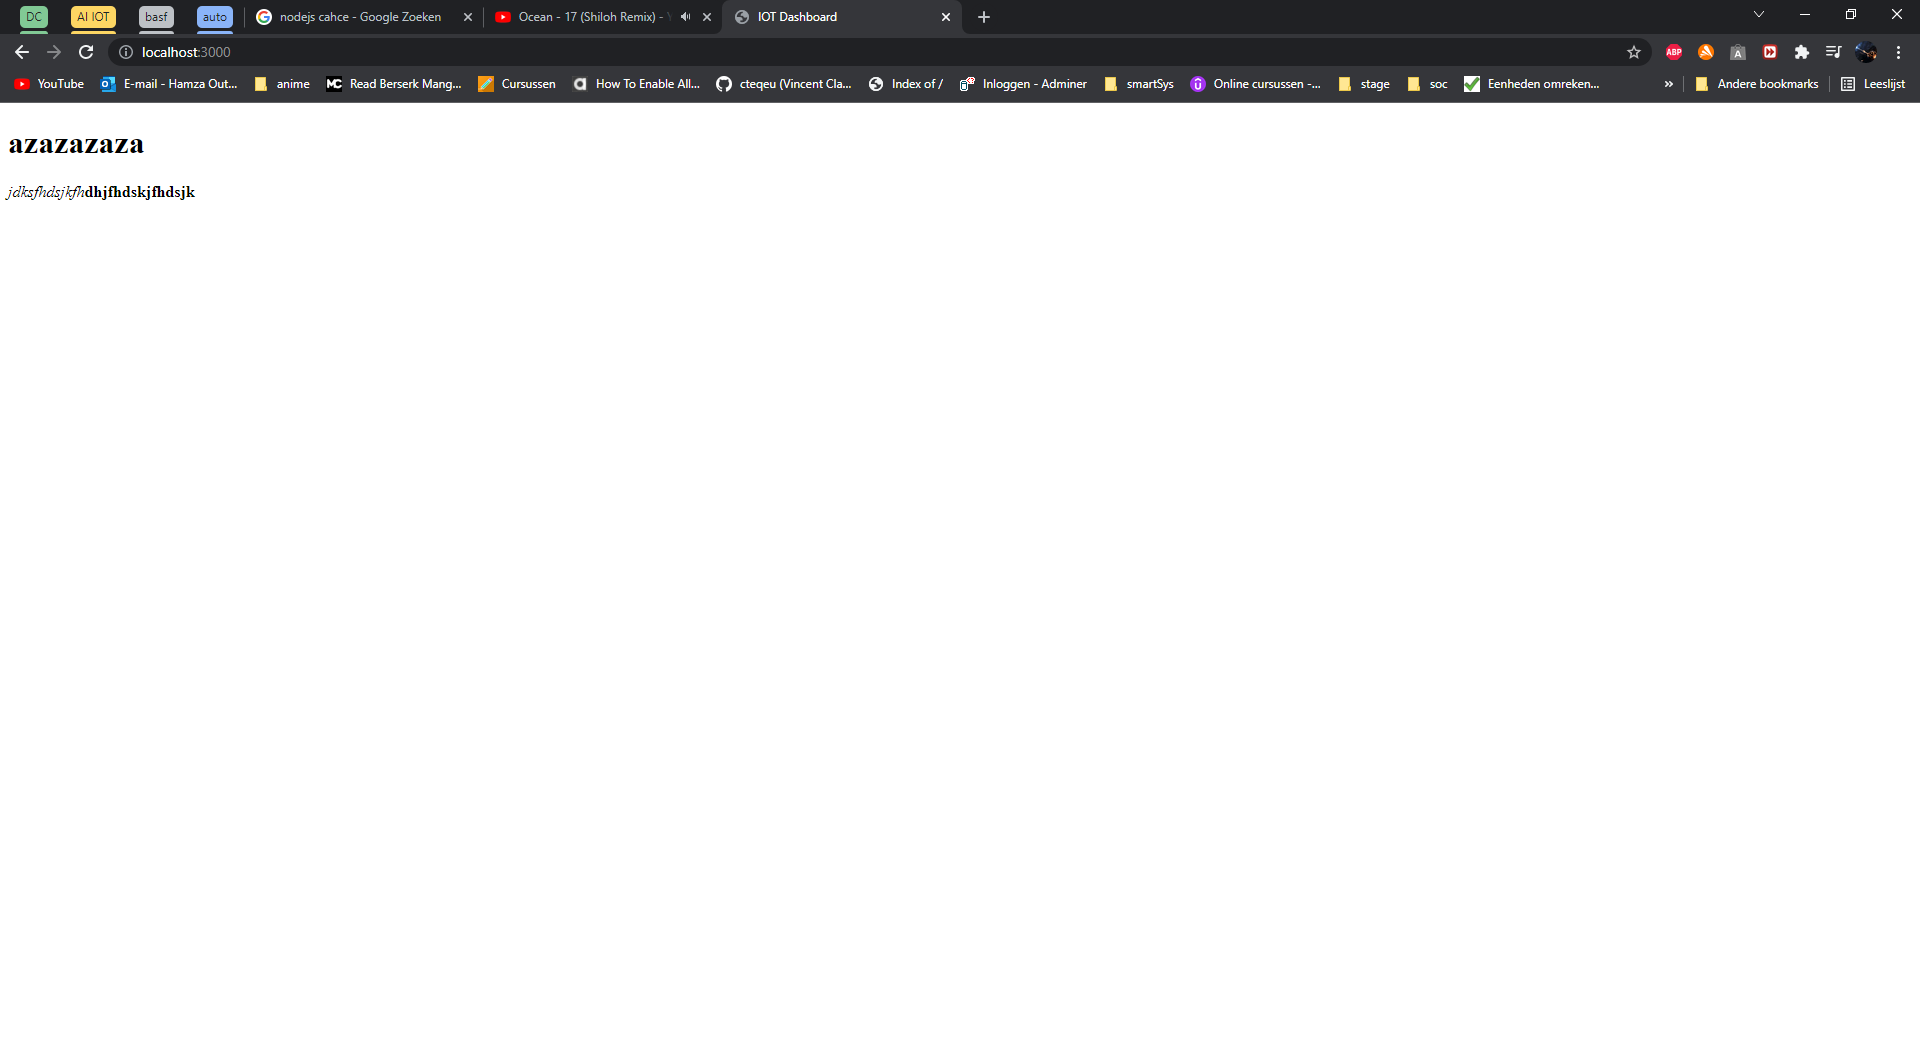 DC AI IOT basf auto nodejs cahce - Google Zoeken Ocean - 17 (Shiloh Remix) - IOT Dashboard
localhost:3000 ABP A
YouTube E-mail - Hamza Out... anime MC Read Berserk Mang... Cursussen How To Enable All... cteqeu (Vincent Cla... Index of / Inloggen - Adminer smartSys Online cursussen -... stage soc Eenheden omreken... » Andere bookmarks Leeslijst
azazazaza
jdksfhdsjkfhdhjfhdskjfhdsjk